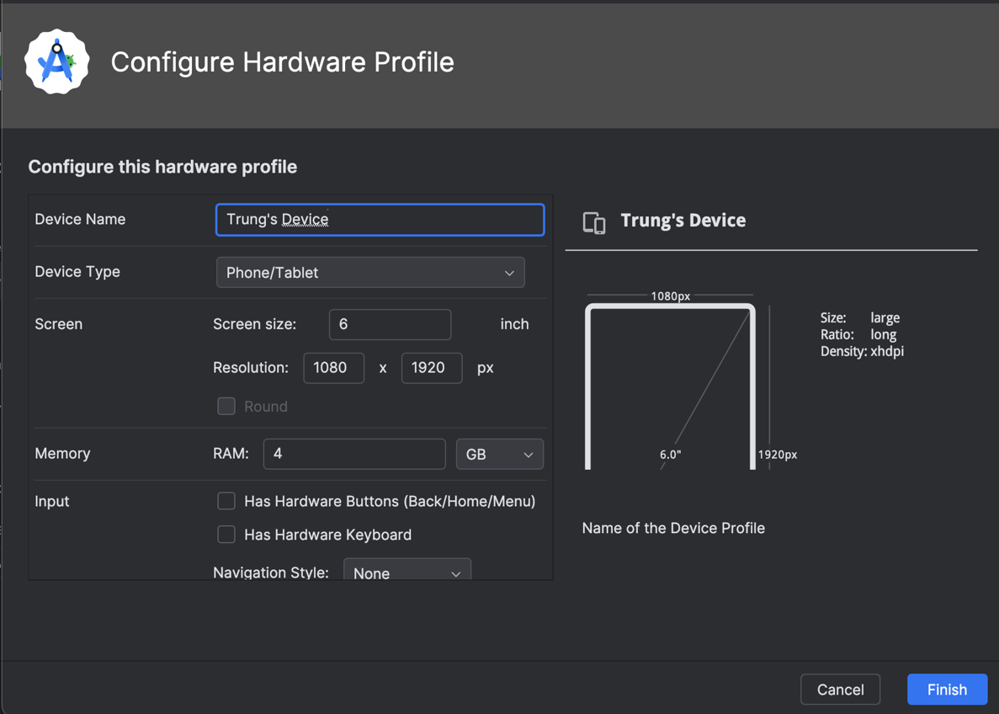 Configure Hardware Profile
Configure this hardware profile
Device Name Trung's Device
Device Type Phone/Tablet
Screen Screen size: 6 inch
Resolution: 1080 x 1920 px
Round
Memory RAM: 4 GB
Input Has Hardware Buttons (Back/Home/Menu)
Has Hardware Keyboard
Navigation Style: None
Trung's Device
1080px
Size: large
Ratio: long
Density: xhdpi
6.0"
1920px
Name of the Device Profile
Cancel Finish